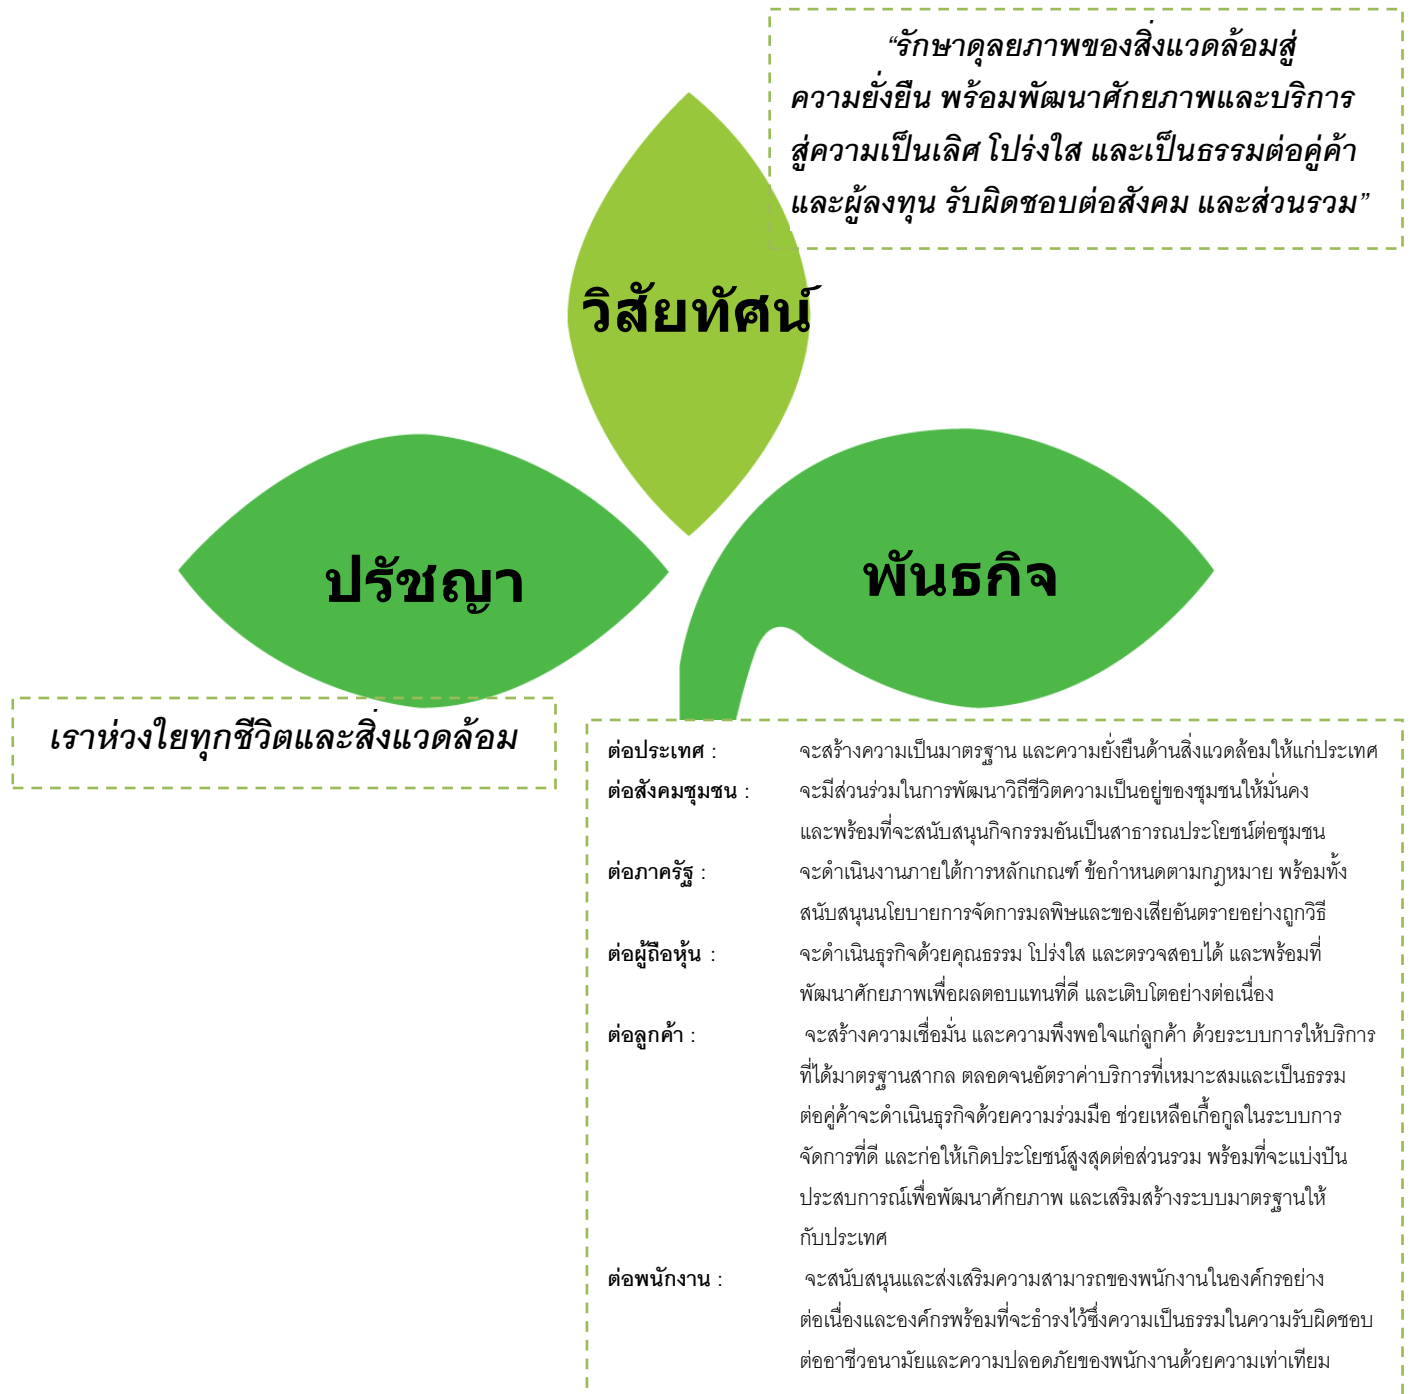 “รักษาดุลยภาพของสิ่งแวดล้อมสู่
ความยั่งยืน พร้อมพัฒนาศักยภาพและบริการ
สู่ความเป็นเลิศ โปร่งใส และเป็นธรรมต่อคู่ค้า
และผู้ลงทุน รับผิดชอบต่อสังคม และส่วนรวม”
วิสัยทัศน์
ปรัชญา
พันธกิจ
เราห่วงใยทุกชีวิตและสิ่งแวดล้อม
ต่อประเทศ : จะสร้างความเป็นมาตรฐาน และความยั่งยืนด้านสิ่งแวดล้อมให้แก่ประเทศ
ต่อสังคมชุมชน : จะมีส่วนร่วมในการพัฒนาวิถีชีวิตความเป็นอยู่ของชุมชนให้มั่นคง
และพร้อมที่จะสนับสนุนกิจกรรมอันเป็นสาธารณประโยชน์ต่อชุมชน
ต่อภาครัฐ : จะดำเนินงานภายใต้การหลักเกณฑ์ ข้อกำหนดตามกฎหมาย พร้อมทั้ง
สนับสนุนนโยบายการจัดการมลพิษและของเสียอันตรายอย่างถูกวิธี
ต่อผู้ถือหุ้น : จะดำเนินธุรกิจด้วยคุณธรรม โปร่งใส และตรวจสอบได้ และพร้อมที่
พัฒนาศักยภาพเพื่อผลตอบแทนที่ดี และเติบโตอย่างต่อเนื่อง
ต่อลูกค้า : จะสร้างความเชื่อมั่น และความพึงพอใจแก่ลูกค้า ด้วยระบบการให้บริการ
ที่ได้มาตรฐานสากล ตลอดจนอัตราค่าบริการที่เหมาะสมและเป็นธรรม
ต่อคู่ค้าจะดำเนินธุรกิจด้วยความร่วมมือ ช่วยเหลือเกื้อกูลในระบบการ
จัดการที่ดี และก่อให้เกิดประโยชน์สูงสุดต่อส่วนรวม พร้อมที่จะแบ่งปัน
ประสบการณ์เพื่อพัฒนาศักยภาพ และเสริมสร้างระบบมาตรฐานให้
กับประเทศ
ต่อพนักงาน : จะสนับสนุนและส่งเสริมความสามารถของพนักงานในองค์กรอย่าง
ต่อเนื่องและองค์กรพร้อมที่จะธำรงไว้ซึ่งความเป็นธรรมในความรับผิดชอบ
ต่ออาชีวอนามัยและความปลอดภัยของพนักงานด้วยความเท่าเทียม